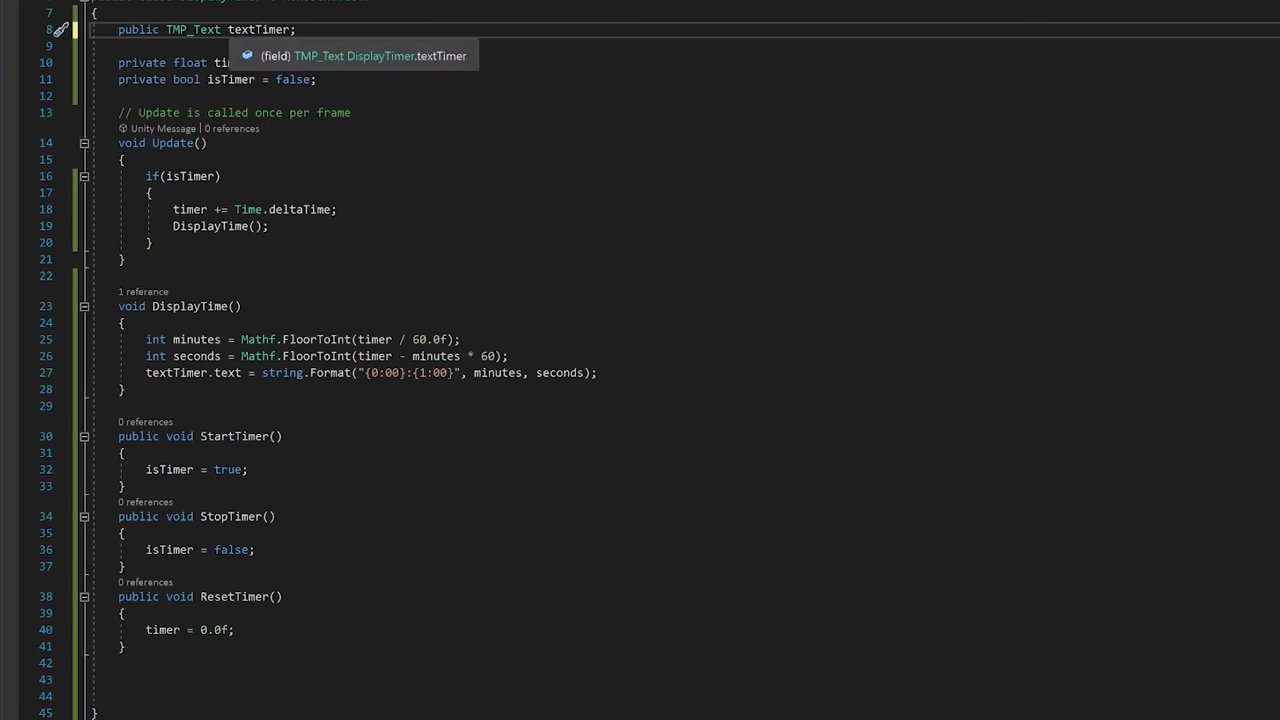 7 {
8 public TMP_Text textTimer;
9 (field) TMP_Text DisplayTimer.textTimer
10 private float
11 private bool isTimer = false;
12
13 // Update is called once per frame
Unity Message | 0 references
14 void Update()
15 {
16 if(isTimer)
17 {
18 timer += Time.deltaTime;
19 DisplayTime();
20 }
21 }
22
1 reference
23 void DisplayTime()
24 {
25 int minutes = Mathf.FloorToInt(timer / 60.0f);
26 int seconds = Mathf.FloorToInt(timer - minutes * 60);
27 textTimer.text = string.Format("{0:00}:{1:00}", minutes, seconds);
28 }
29
0 references
30 public void StartTimer()
31 {
32 isTimer = true;
33 }
0 references
34 public void StopTimer()
35 {
36 isTimer = false;
37 }
0 references
38 public void ResetTimer()
39 {
40 timer = 0.0f;
41 }
42
43
44
45 }